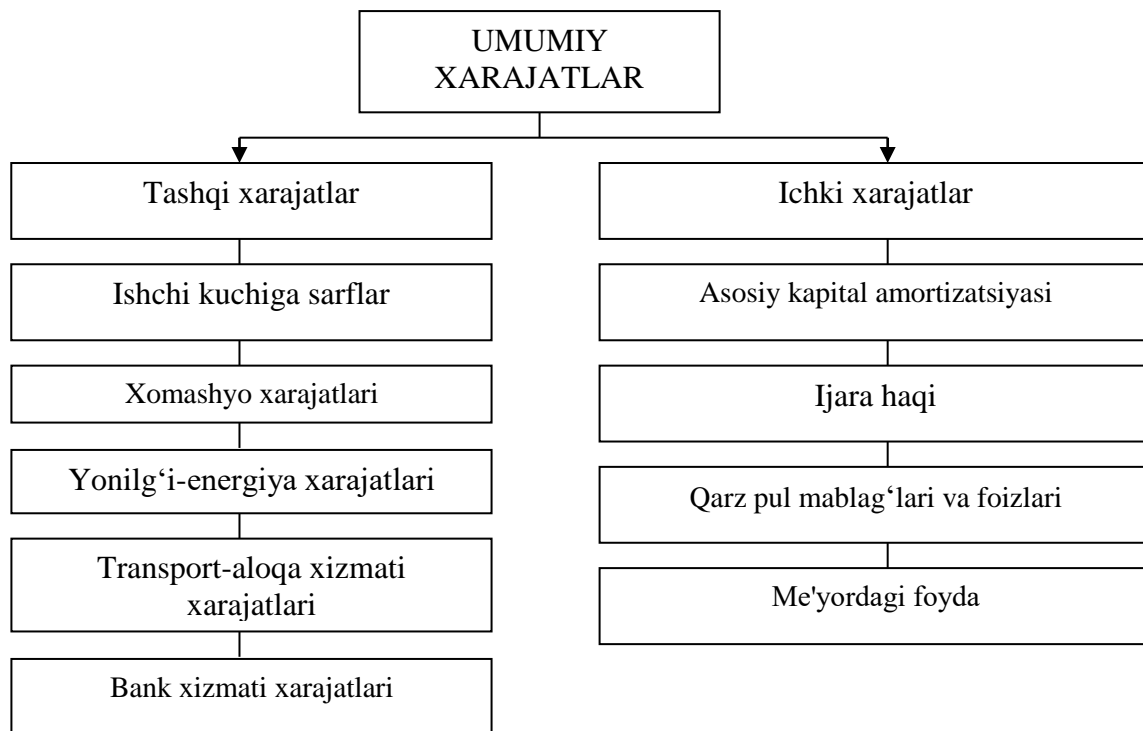 UMUMIY
XARAJATLAR
Tashqi xarajatlar
Ishchi kuchiga sarflar
Xomashyo xarajatlari
Yonilg‘i-energiya xarajatlari
Transport-aloqa xizmati
xarajatlari
Bank xizmati xarajatlari
Ichki xarajatlar
Asosiy kapital amortizatsiyasi
Ijara haqi
Qarz pul mablag‘lari va foizlari
Me'yordagi foyda